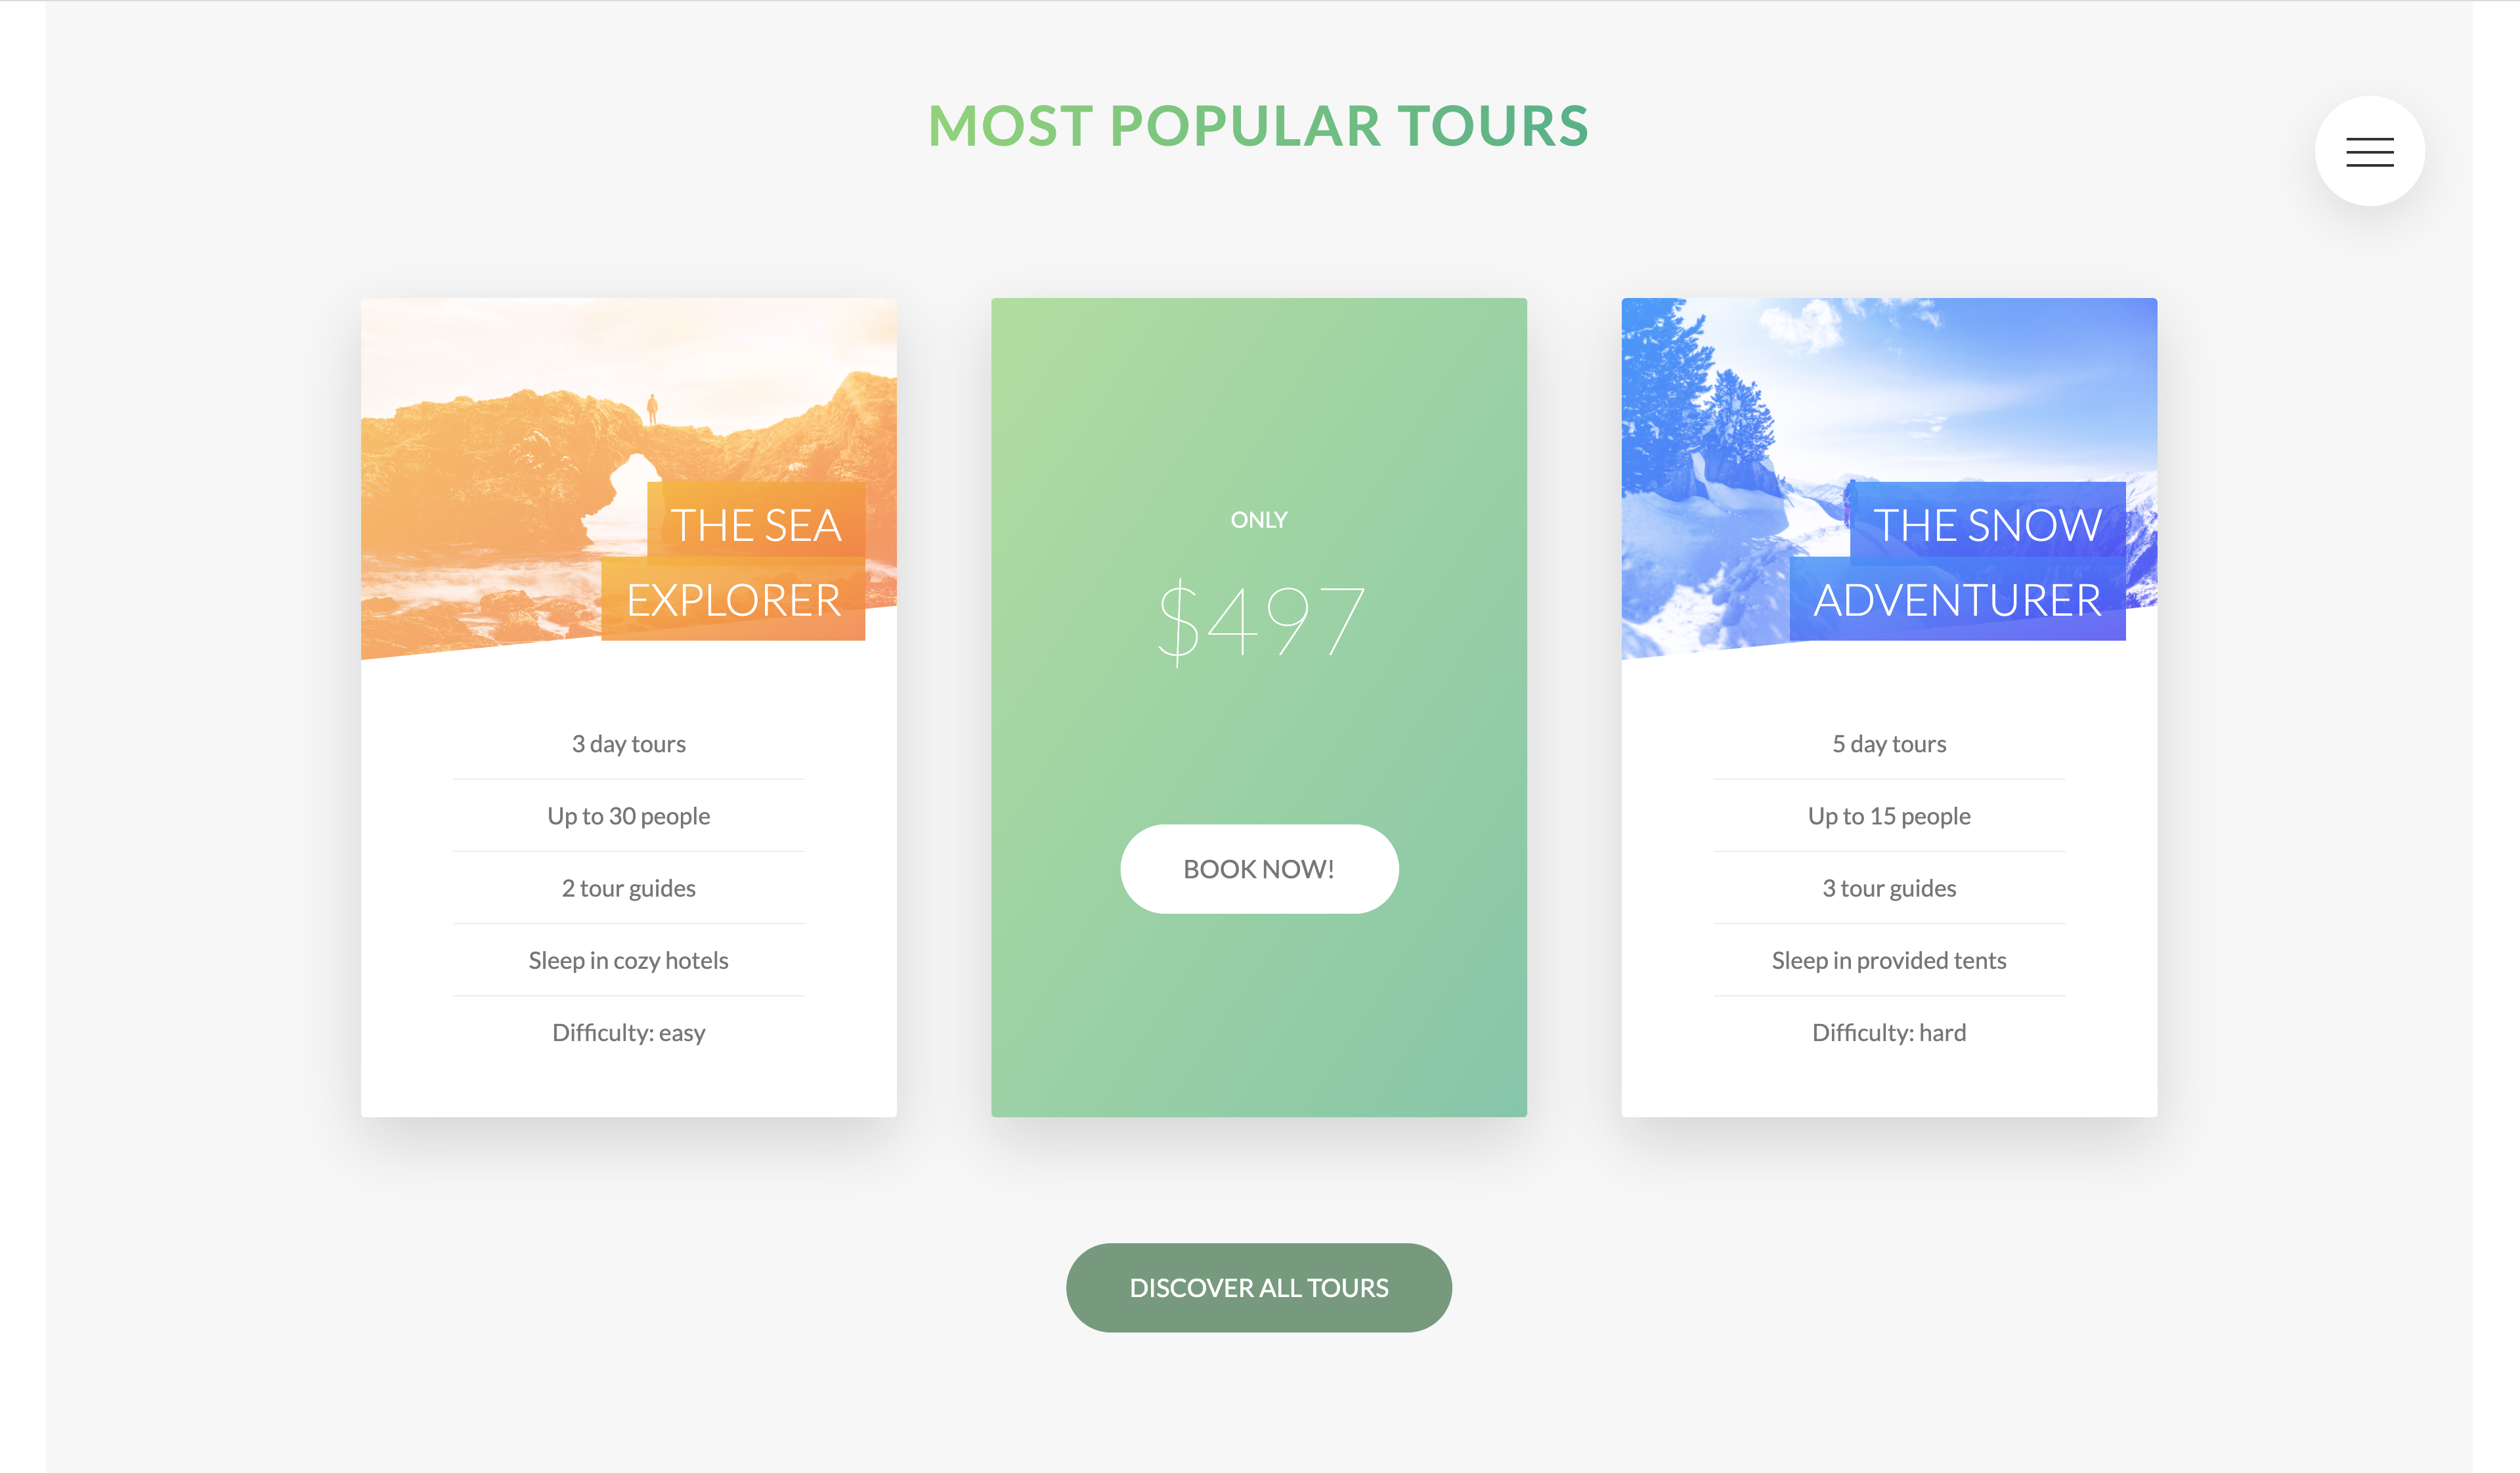 MOST POPULAR TOURS
THE SEA
EXPLORER
3 day tours
Up to 30 people
2 tour guides
Sleep in cozy hotels
Difficulty: easy
ONLY
$497
BOOK NOW!
THE SNOW
ADVENTURER
5 day tours
Up to 15 people
3 tour guides
Sleep in provided tents
Difficulty: hard
DISCOVER ALL TOURS